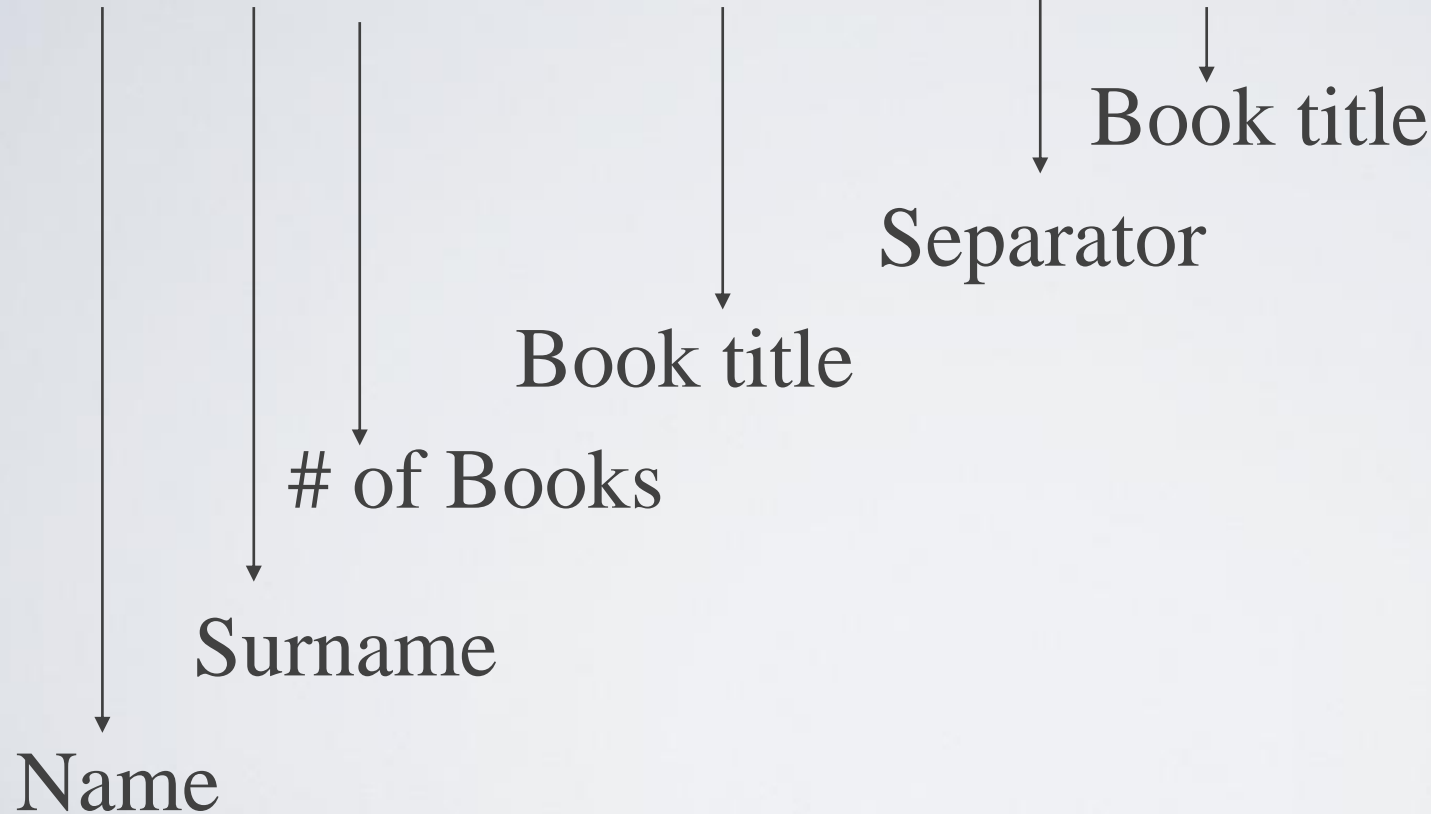 Book title
Separator
Book title
# of Books
Surname
Name